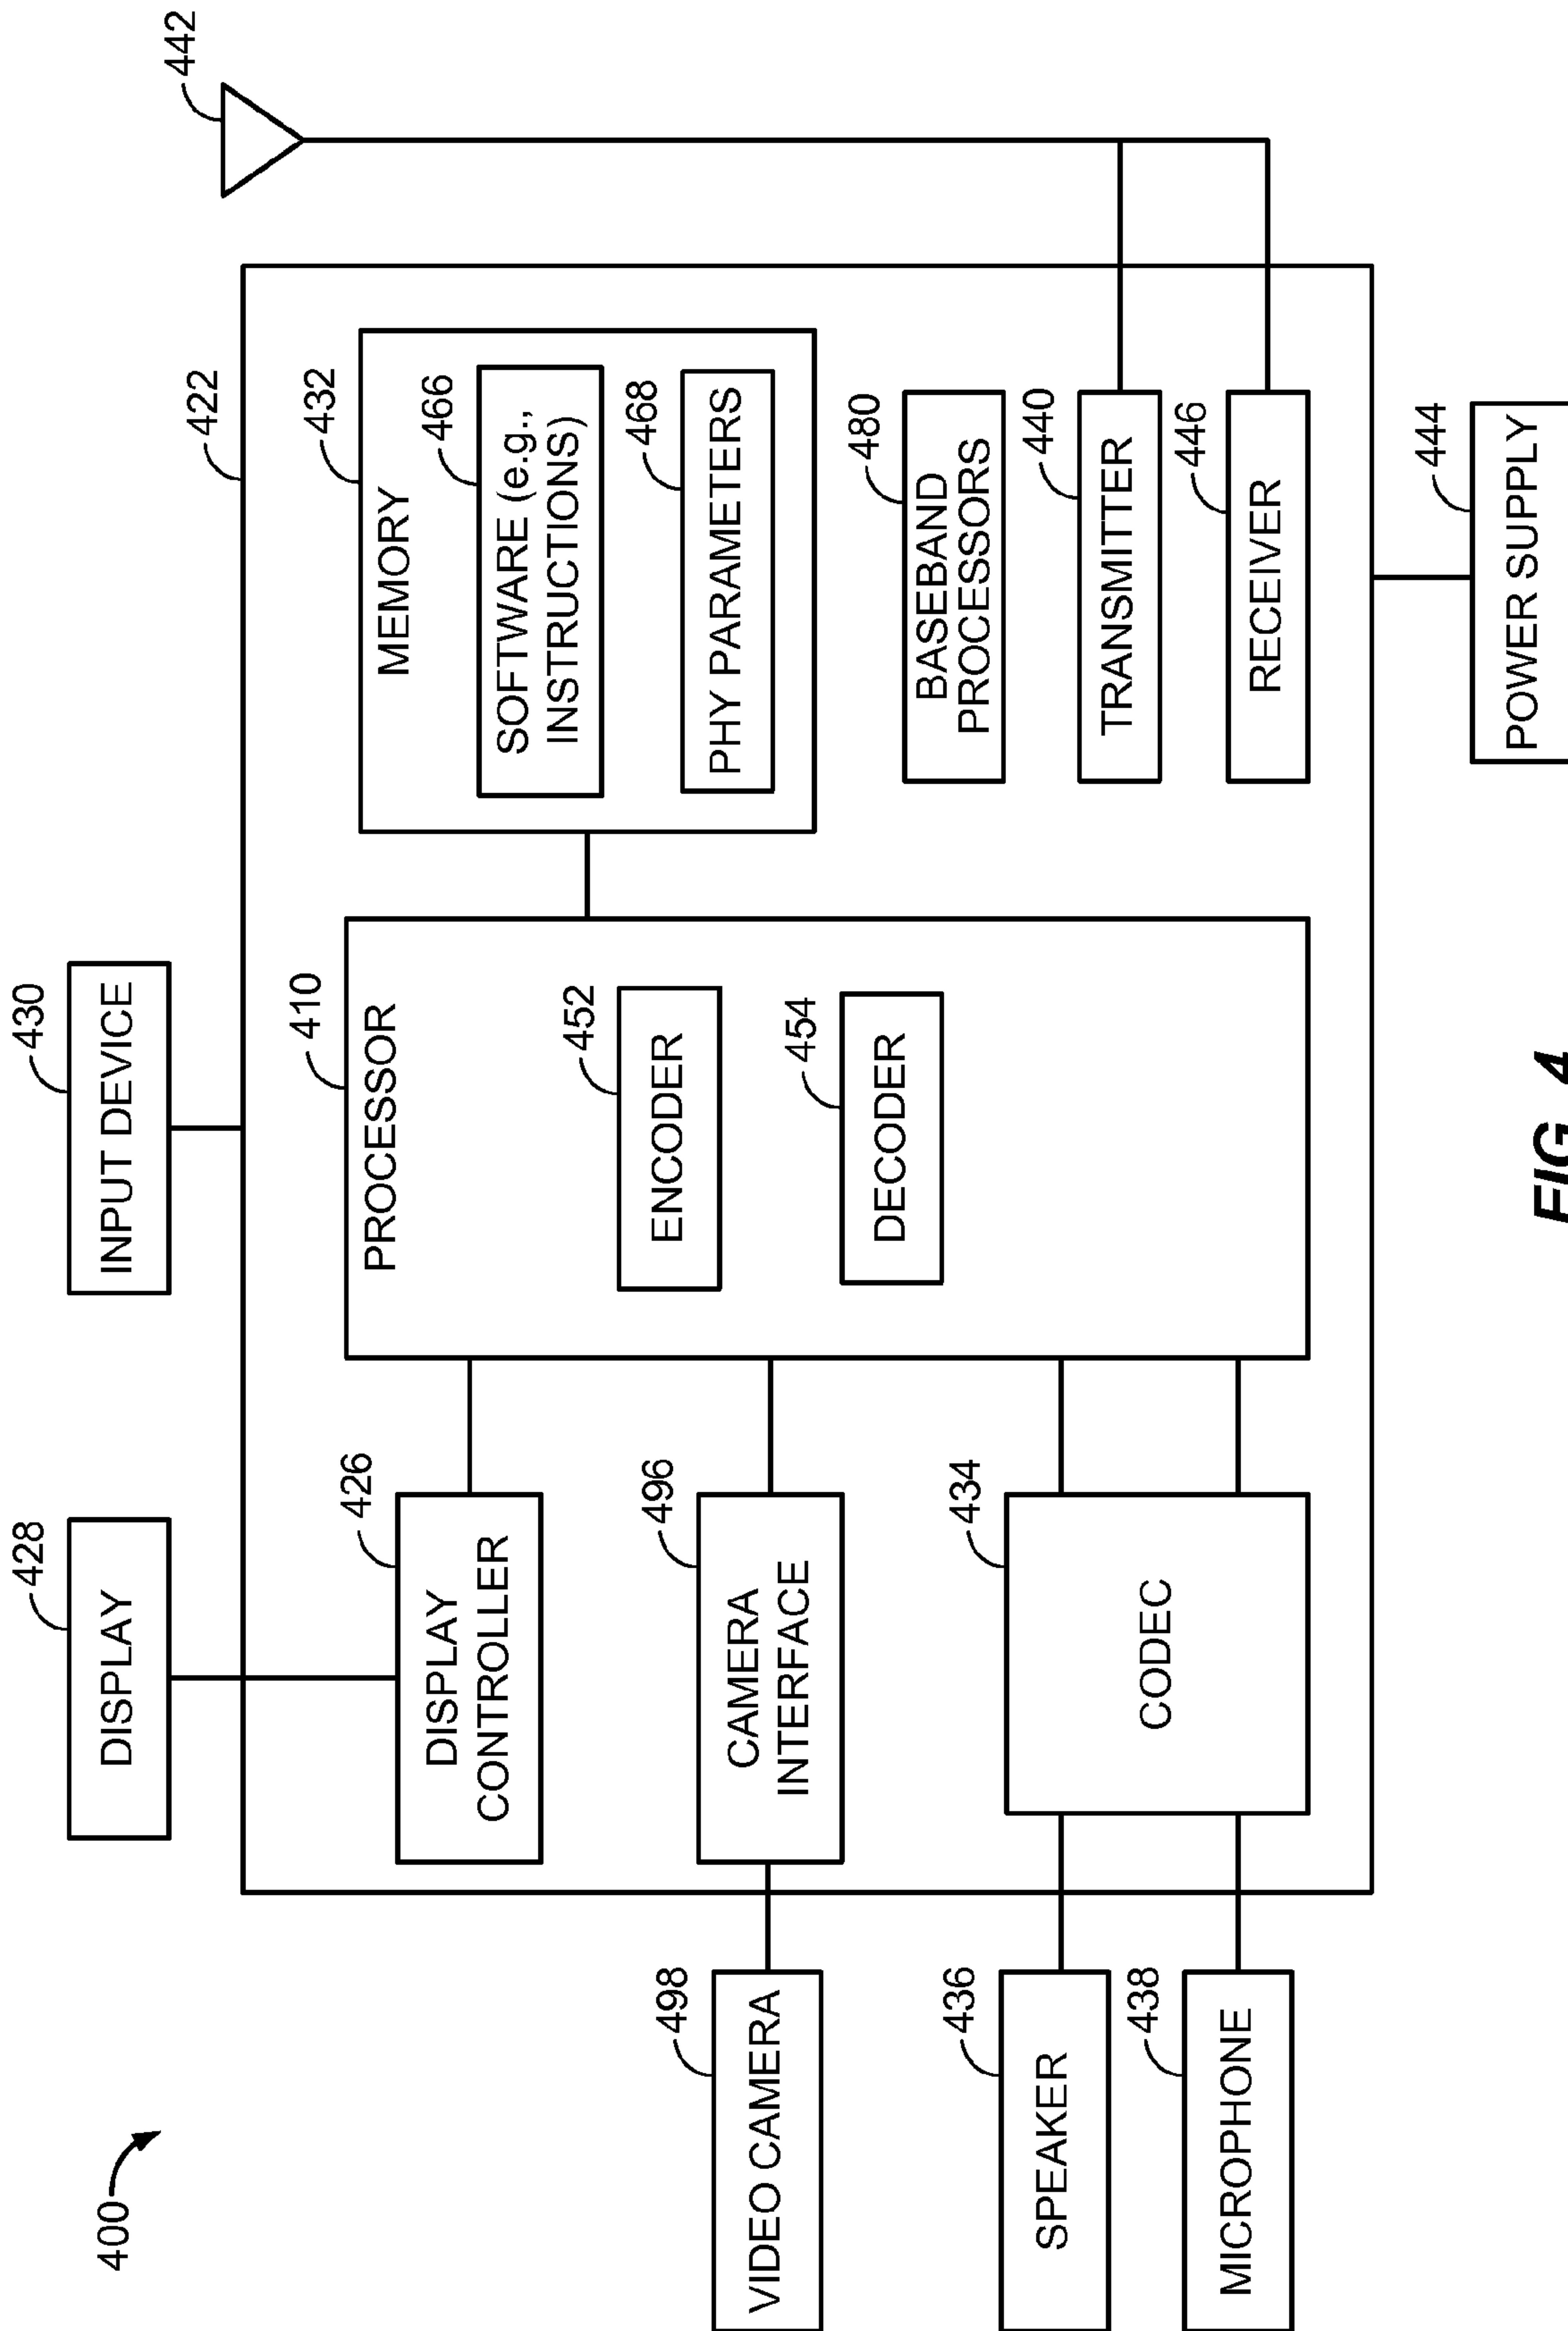 400
428
DISPLAY
430
INPUT DEVICE
422
442
426
DISPLAY
CONTROLLER
410
PROCESSOR
432
MEMORY
466
SOFTWARE (e.g.,
INSTRUCTIONS)
468
PHY PARAMETERS
452
ENCODER
454
DECODER
498
VIDEO CAMERA
496
CAMERA
INTERFACE
480
BASEBAND
PROCESSORS
436
SPEAKER
434
CODEC
440
TRANSMITTER
438
MICROPHONE
446
RECEIVER
444
POWER SUPPLY
FIG. 4